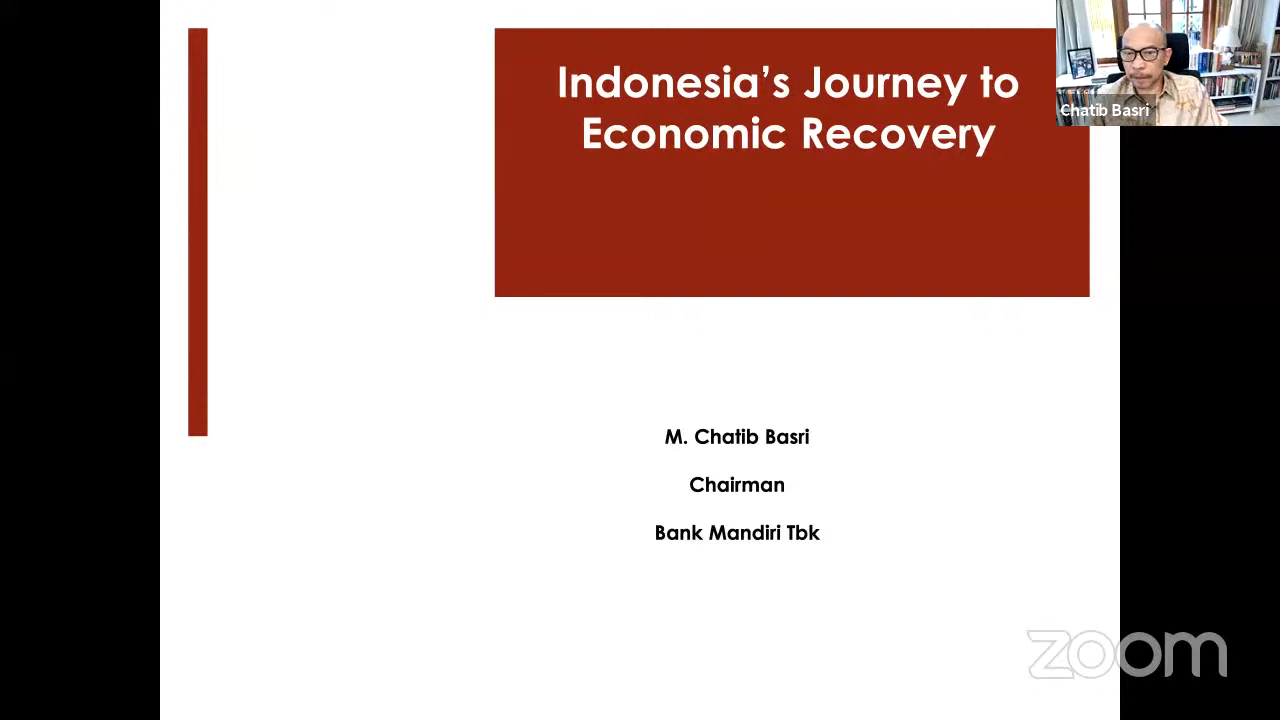 Indonesia’s Journey to
Economic Recovery
Chatib Basri
M. Chatib Basri
Chairman
Bank Mandiri Tbk
zoom